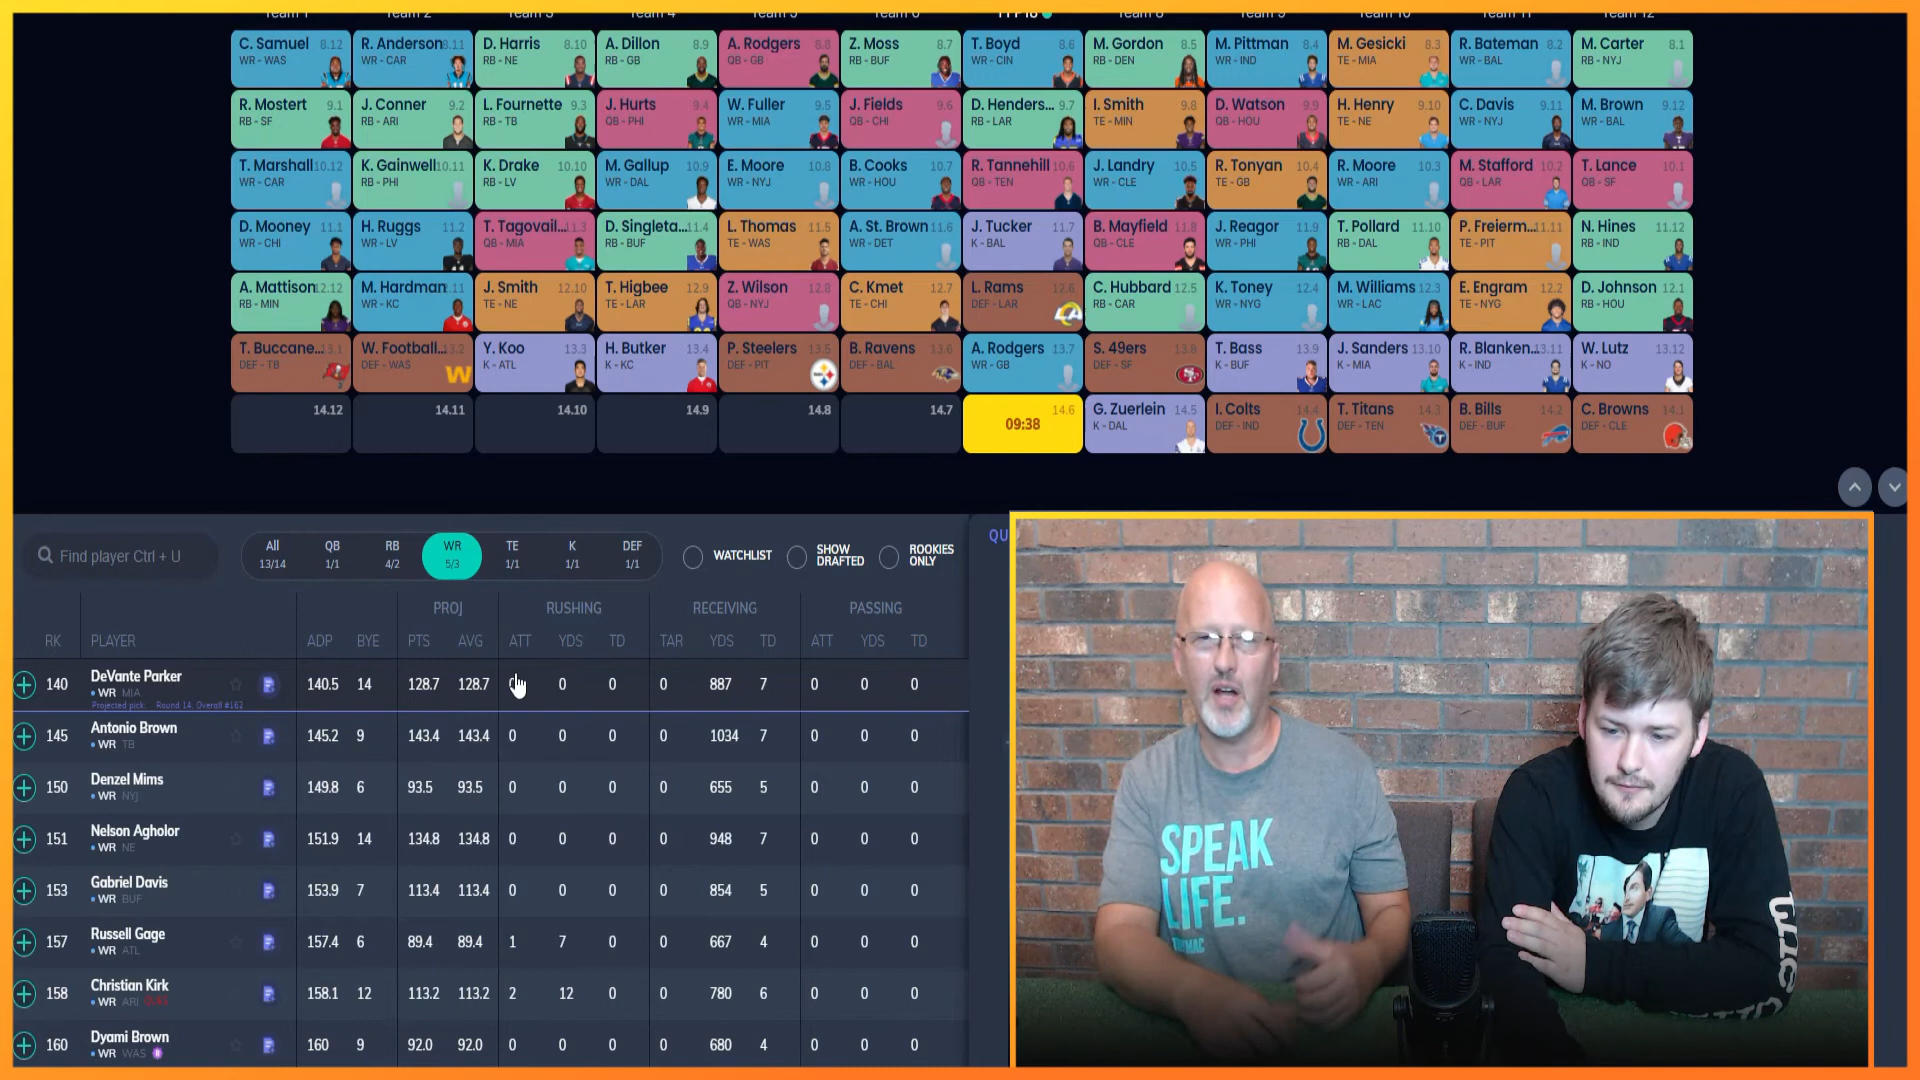 C. Samuel 8.12 R. Anderson 8.11 D. Harris 8.10 A. Dillon 8.9 A. Rodgers 8.8 Z. Moss 8.7 T. Boyd 8.6 M. Gordon 8.5 M. Pittman 8.4 M. Gesicki 8.3 R. Bateman 8.2 M. Carter 8.1
WR - WAS WR - CAR RB - NE RB - GB QB - GB RB - BUF WR - CIN RB - DEN WR - IND TE - MIA WR - BAL RB - NYJ
R. Mostert 9.1 J. Conner 9.2 L. Fournette 9.3 J. Hurts 9.4 W. Fuller 9.5 J. Fields 9.6 D. Henders... 9.7 I. Smith 9.8 D. Watson 9.9 H. Henry 9.10 C. Davis 9.11 M. Brown 9.12
RB - SF RB - ARI RB - TB QB - PHI WR - MIA QB - CHI RB - LAR TE - MIN QB - HOU TE - NE WR - NYJ WR - BAL
T. Marshall 10.12 K. Gainwell 10.11 K. Drake 10.10 M. Gallup 10.9 E. Moore 10.8 B. Cooks 10.7 R. Tannehill 10.6 J. Landry 10.5 R. Tonyan 10.4 R. Moore 10.3 M. Stafford 10.2 T. Lance 10.1
WR - CAR RB - PHI RB - LV WR - DAL WR - NYJ WR - HOU QB - TEN WR - CLE TE - GB WR - ARI QB - LAR QB - SF
D. Mooney 11.1 H. Ruggs 11.2 T. Tagovail... 11.3 D. Singleta... 11.4 L. Thomas 11.5 A. St. Brown 11.6 J. Tucker 11.7 B. Mayfield 11.8 J. Reagor 11.9 T. Pollard 11.10 P. Freierm... 11.11 N. Hines 11.12
WR - CHI WR - LV QB - MIA RB - BUF TE - WAS WR - DET K - BAL QB - CLE WR - PHI RB - DAL TE - PIT RB - IND
A. Mattison 12.12 M. Hardman 12.11 J. Smith 12.10 T. Higbee 12.9 Z. Wilson 12.8 C. Kmet 12.7 L. Rams 12.6 C. Hubbard 12.5 K. Toney 12.4 M. Williams 12.3 E. Engram 12.2 D. Johnson 12.1
RB - MIN WR - KC TE - NE TE - LAR QB - NYJ TE - CHI DEF - LAR RB - CAR WR - NYG WR - LAC TE - NYG RB - HOU
T. Buccane... 13.1 W. Football... 13.2 Y. Koo 13.3 H. Butker 13.4 P. Steelers 13.5 B. Ravens 13.6 A. Rodgers 13.7 S. 49ers 13.8 T. Bass 13.9 J. Sanders 13.10 R. Blanken... 13.11 W. Lutz 13.12
DEF - TB DEF - WAS K - ATL K - KC DEF - PIT DEF - BAL WR - GB DEF - SF K - BUF K - MIA K - IND K - NO
14.12 14.11 14.10 14.9 14.8 14.7 14.6 G. Zuerlein 14.5 I. Colts 14.4 T. Titans 14.3 B. Bills 14.2 C. Browns 14.1
09:38 K - DAL DEF - IND DEF - TEN DEF - BUF DEF - CLE
Find player Ctrl + U
All QB RB WR TE K DEF
13/14 1/1 4/2 5/3 1/1 1/1 1/1
WATCHLIST SHOW DRAFTED ROOKIES ONLY
QU
PROJ RUSHING RECEIVING PASSING
RK PLAYER ADP BYE PTS AVG ATT YDS TD TAR YDS TD ATT YDS TD
140 DeVante Parker 140.5 14 128.7 128.7 0 0 0 887 7 0 0 0
WR MIA
Projected pick: Round 14, Overall #162
145 Antonio Brown 145.2 9 143.4 143.4 0 0 0 0 1034 7 0 0 0
WR TB
150 Denzel Mims 149.8 6 93.5 93.5 0 0 0 0 655 5 0 0 0
WR NYJ
151 Nelson Agholor 151.9 14 134.8 134.8 0 0 0 0 948 7 0 0 0
WR NE
153 Gabriel Davis 153.9 7 113.4 113.4 0 0 0 0 854 5 0 0 0
WR BUF
157 Russell Gage 157.4 6 89.4 89.4 1 7 0 0 667 4 0 0 0
WR ATL
158 Christian Kirk 158.1 12 113.2 113.2 2 12 0 0 780 6 0 0 0
WR ARI
160 Dyami Brown 160 9 92.0 92.0 0 0 0 0 680 4 0 0 0
WR WAS
SPEAK
LIFE.